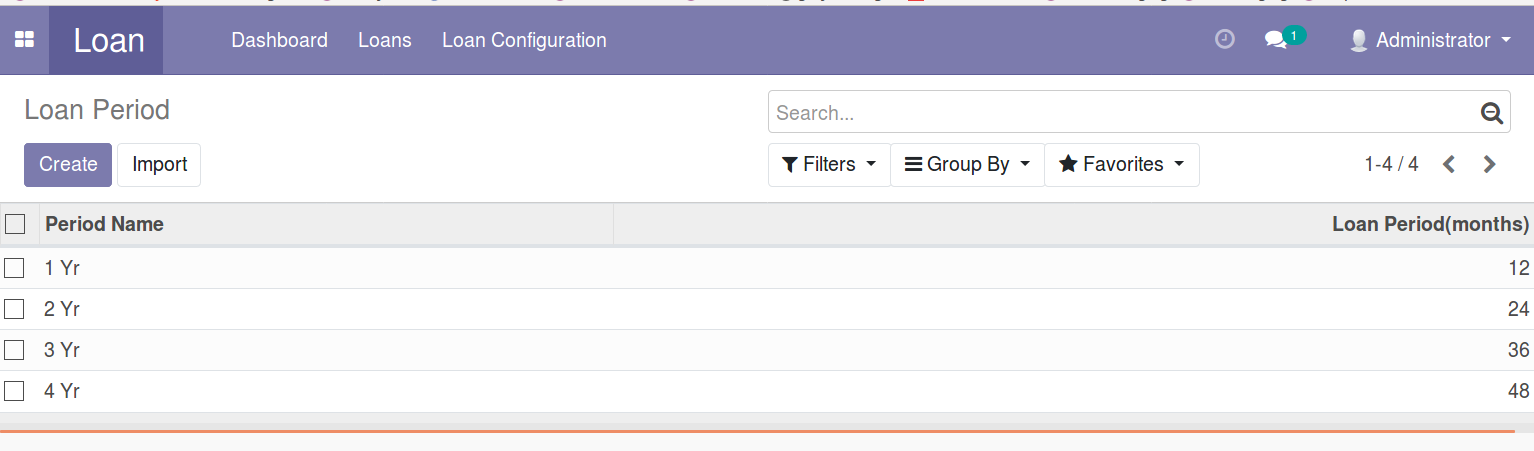 Loan Dashboard Loans Loan Configuration 1 Administrator
Loan Period
Search...
Create Import Filters Group By Favorites 1-4 / 4
Period Name Loan Period(months)
1 Yr 12
2 Yr 24
3 Yr 36
4 Yr 48